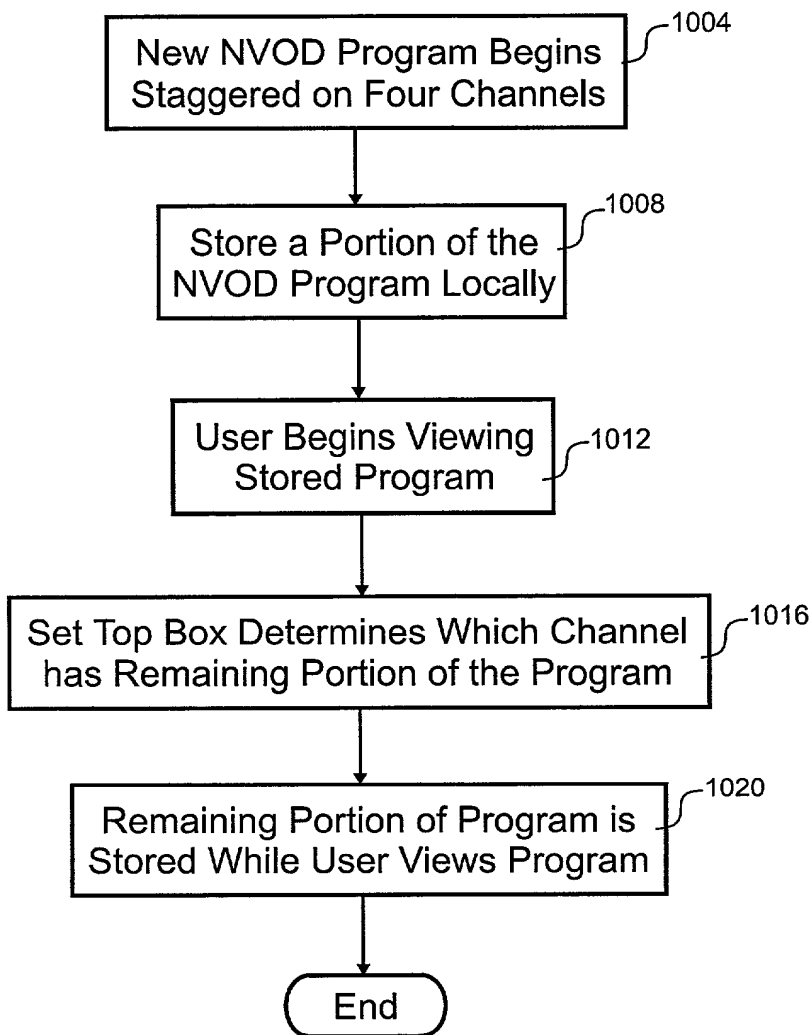 1004
New NVOD Program Begins
Staggered on Four Channels
1008
Store a Portion of the
NVOD Program Locally
1012
User Begins Viewing
Stored Program
1016
Set Top Box Determines Which Channel
has Remaining Portion of the Program
1020
Remaining Portion of Program is
Stored While User Views Program
End